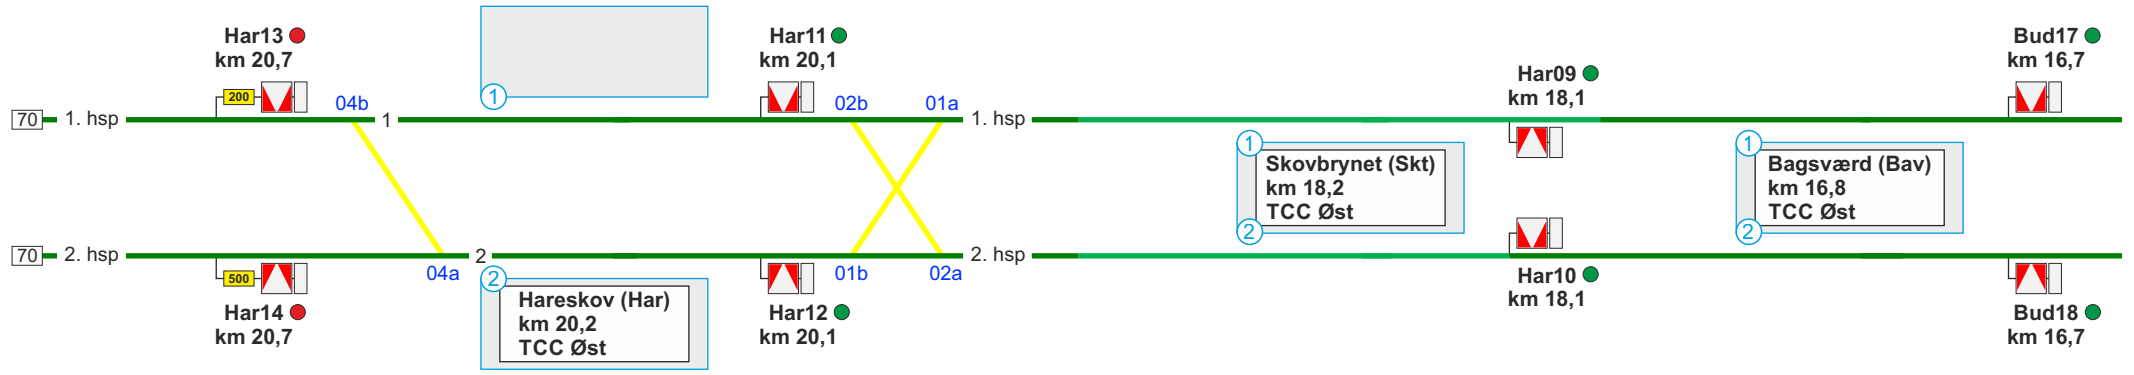 Har13
km 20,7
200
04b
70
1. hsp
1
1
Har11
km 20,1
02b
01a
1. hsp
Har09
km 18,1
Bud17
km 16,7
1
Skovbrynet (Skt)
km 18,2
TCC Øst
2
1
Bagsværd (Bav)
km 16,8
TCC Øst
2
70
2. hsp
500
Har14
km 20,7
04a
2
2
Hareskov (Har)
km 20,2
TCC Øst
Har12
km 20,1
01b
02a
2. hsp
Har10
km 18,1
Bud18
km 16,7